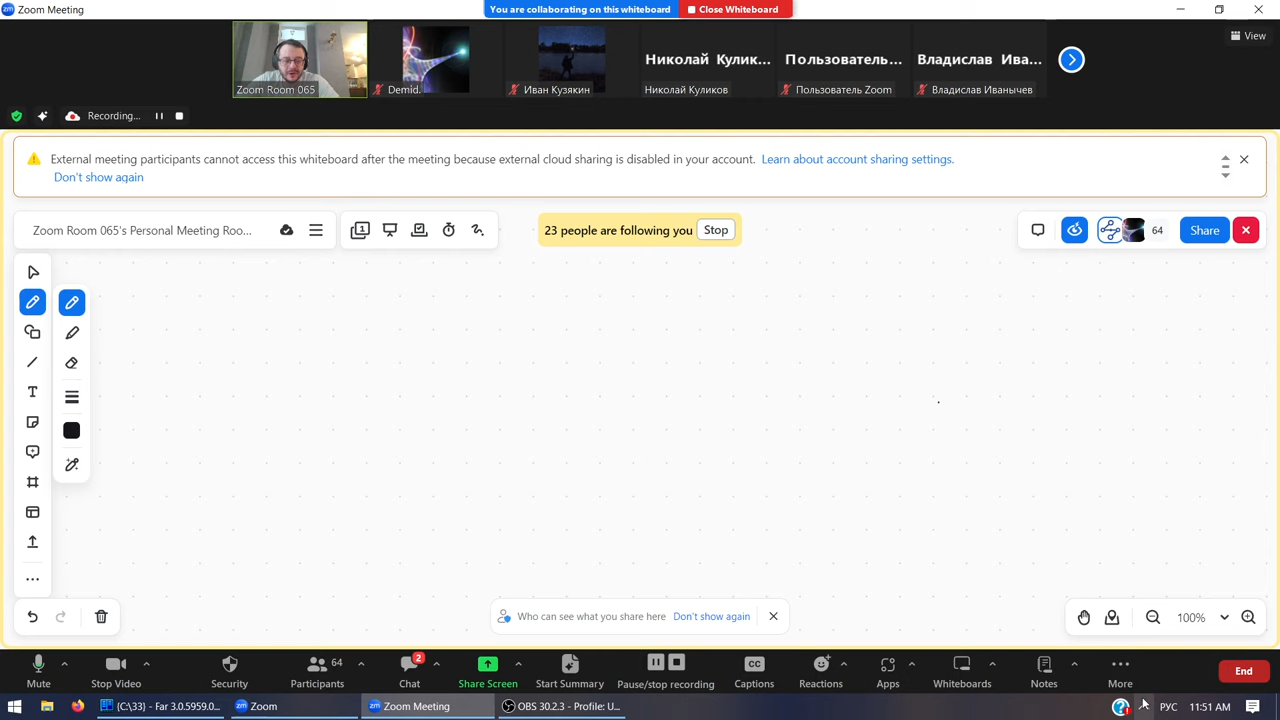 Zoom Meeting
You are collaborating on this whiteboard
Close Whiteboard
View
Николай Кулик...
Пользователь...
Владислав Ива...
Zoom Room 065
Demid.
Иван Кузякин
Николай Куликов
Пользователь Zoom
Владислав Иванычев
Recording...
External meeting participants cannot access this whiteboard after the meeting because external cloud sharing is disabled in your account. Learn about account sharing settings.
Don't show again
Zoom Room 065's Personal Meeting Roo...
1
23 people are following you
Stop
64
Share
T
Who can see what you share here
Don't show again
100%
64
2
CC
Mute
Stop Video
Security
Participants
Chat
Share Screen
Start Summary
Pause/stop recording
Captions
Reactions
Apps
Whiteboards
Notes
More
End
(C:\33) - Far 3.0.5959.0...
Zoom
Zoom Meeting
OBS 30.2.3 - Profile: U...
РУС
11:51 AM